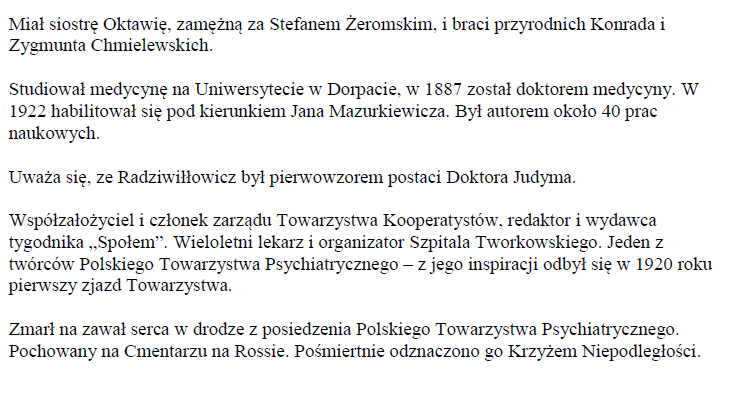 Miał siostrę Oktawię, zamężną za Stefanem Żeromskim, i braci przyrodnich Konrada i
Zygmunta Chmielewskich.
Studiował medycynę na Uniwersytecie w Dorpacie, w 1887 został doktorem medycyny. W
1922 habilitował się pod kierunkiem Jana Mazurkiewicza. Był autorem około 40 prac
naukowych.
Uważa się, ze Radziwiłłowicz był pierwowzorem postaci Doktora Judyma.
Współzałożyciel i członek zarządu Towarzystwa Kooperatystów, redaktor i wydawca
tygodnika „Społem”. Wieloletni lekarz i organizator Szpitala Tworkowskiego. Jeden z
twórców Polskiego Towarzystwa Psychiatrycznego – z jego inspiracji odbył się w 1920 roku
pierwszy zjazd Towarzystwa.
Zmarł na zawał serca w drodze z posiedzenia Polskiego Towarzystwa Psychiatrycznego.
Pochowany na Cmentarzu na Rossie. Pośmiertnie odznaczono go Krzyżem Niepodległości.